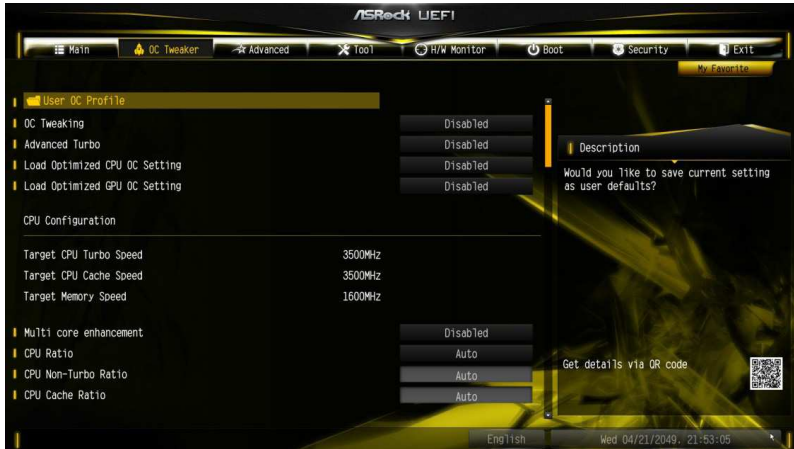 ASRock UEFI
Main OC Tweaker Advanced Tool H/W Monitor Boot Security Exit
My Favorite
User OC Profile
OC Tweaking Disabled
Advanced Turbo Disabled
Load Optimized CPU OC Setting Disabled
Load Optimized GPU OC Setting Disabled
CPU Configuration
Target CPU Turbo Speed 3500MHz
Target CPU Cache Speed 3500MHz
Target Memory Speed 1600MHz
Multi core enhancement Disabled
CPU Ratio Auto
CPU Non-Turbo Ratio Auto
CPU Cache Ratio Auto
Description
Would you like to save current setting
as user defaults?
Get details via QR code
English Wed 04/21/2049. 21:53:05